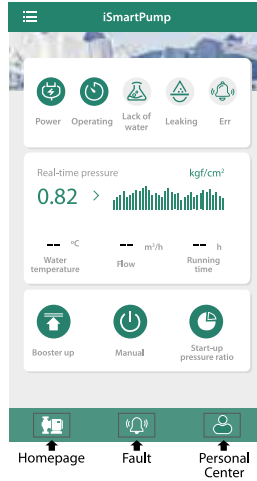 iSmartPump
Power Operating Lack of water Leaking Err
Real-time pressure kgf/cm²
0.82 >
-- °C -- m³/h -- h
Water temperature Flow Running time
Booster up Manual Start-up pressure ratio
Homepage Fault Personal Center